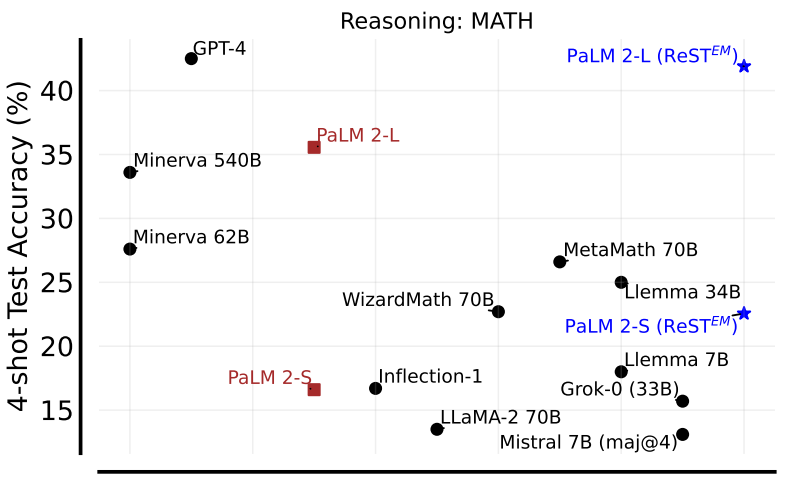 Reasoning: MATH
4-shot Test Accuracy (%)
40
35
30
25
20
15
GPT-4
PaLM 2-L (ReST^EM)
PaLM 2-L
Minerva 540B
Minerva 62B
MetaMath 70B
Llemma 34B
WizardMath 70B
PaLM 2-S (ReST^EM)
Llemma 7B
PaLM 2-S
Inflection-1
Grok-0 (33B)
LLaMA-2 70B
Mistral 7B (maj@4)